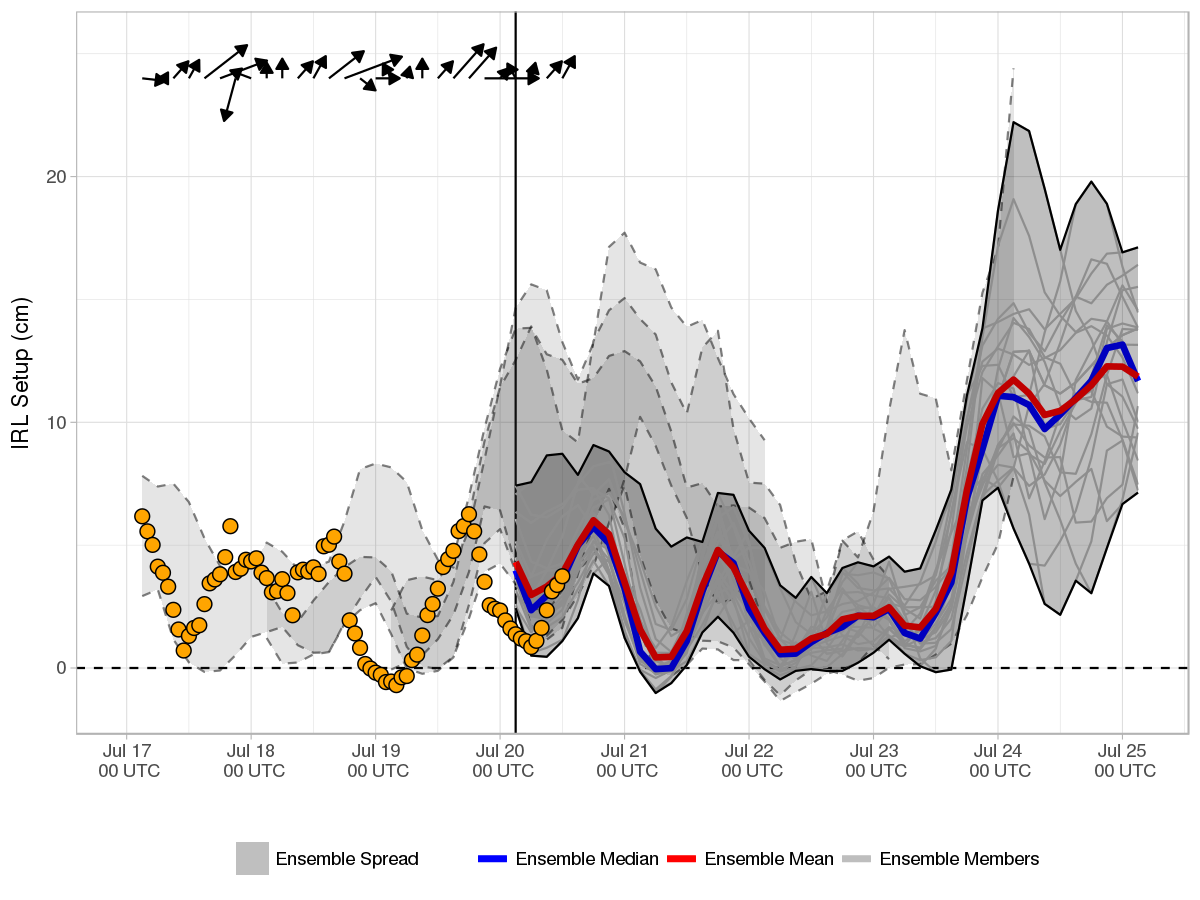 IRL Setup (cm)
20
10
0
Jul 17 Jul 18 Jul 19 Jul 20 Jul 21 Jul 22 Jul 23 Jul 24 Jul 25
00 UTC 00 UTC 00 UTC 00 UTC 00 UTC 00 UTC 00 UTC 00 UTC 00 UTC
Ensemble Spread Ensemble Median Ensemble Mean Ensemble Members